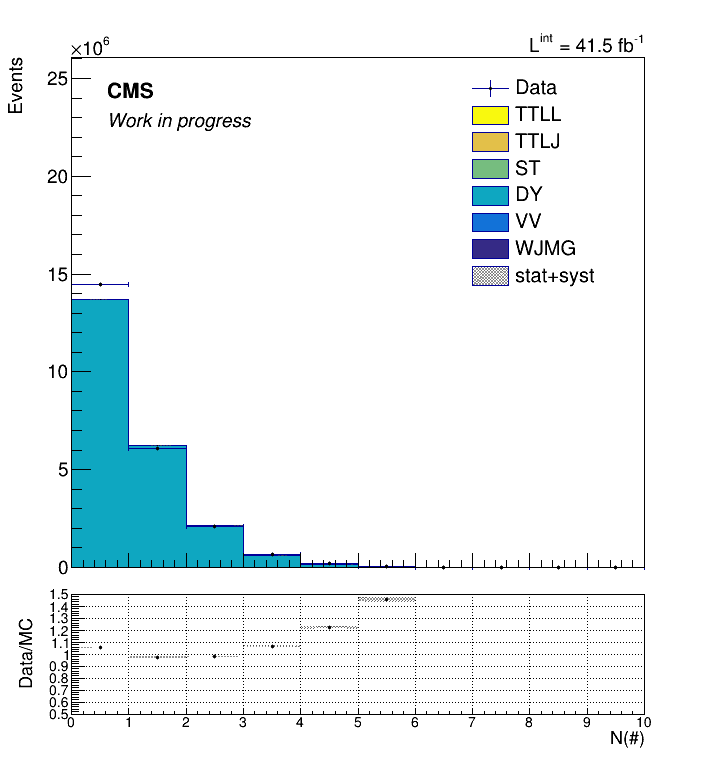 ×10⁶
L^int = 41.5 fb⁻¹
Events
CMS
Work in progress
Data
TTLL
TTLJ
ST
DY
VV
WJMG
stat+syst
25
20
15
10
5
0
Data/MC
1.5
1.4
1.3
1.2
1.1
1
0.9
0.8
0.7
0.6
0.5
0 1 2 3 4 5 6 7 8 9 10
N(#)